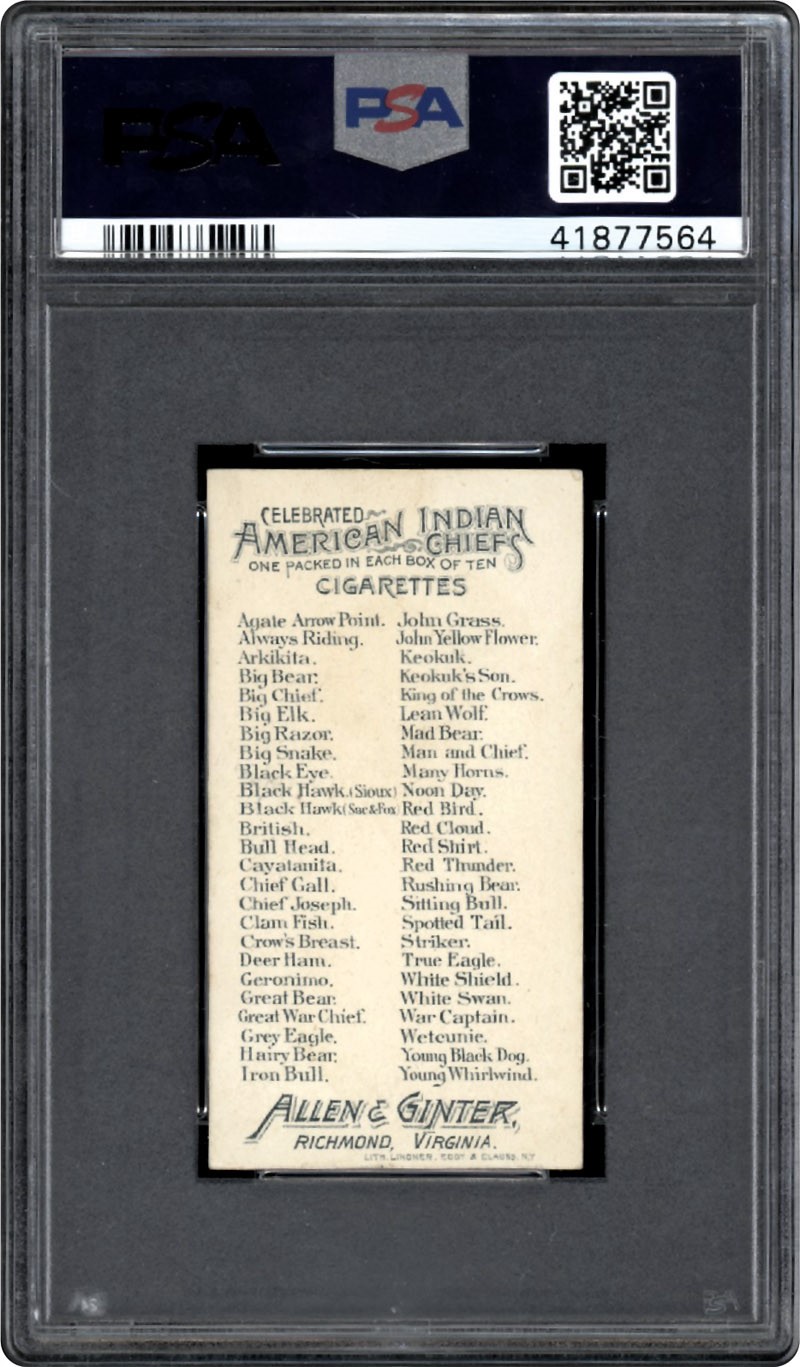 PSA
PSA
41877564
CELEBRATED
AMERICAN INDIAN
CHIEFS
ONE PACKED IN EACH BOX OF TEN
CIGARETTES
Agate Arrow Point. John Grass.
Always Riding. John Yellow Flower.
Arkikita. Keokuk.
Big Bear. Keokuk's Son.
Big Chief. King of the Crows.
Big Elk. Lean Wolf.
Big Razor. Mad Bear.
Big Snake. Man and Chief.
Black Eye. Many Horns.
Black Hawk.(Sioux) Noon Day.
Black Hawk(Sac&Fox Red Bird.
British. Red Cloud.
Bull Head. Red Shirt.
Cayatanita. Red Thunder.
Chief Gall. Rushing Bear.
Chief Joseph. Sitting Bull.
Clam Fish. Spotted Tail.
Crow's Breast. Striker.
Deer Ham. True Eagle.
Geronimo. White Shield.
Great Bear. White Swan.
Great War Chief. War Captain.
Grey Eagle. Wetcunie.
Hairy Bear. Young Black Dog.
Iron Bull. Young Whirlwind.
ALLEN & GINTER,
RICHMOND, VIRGINIA.
LITH. LINDNER, EDDY & CLAUSS, N.Y
PSA